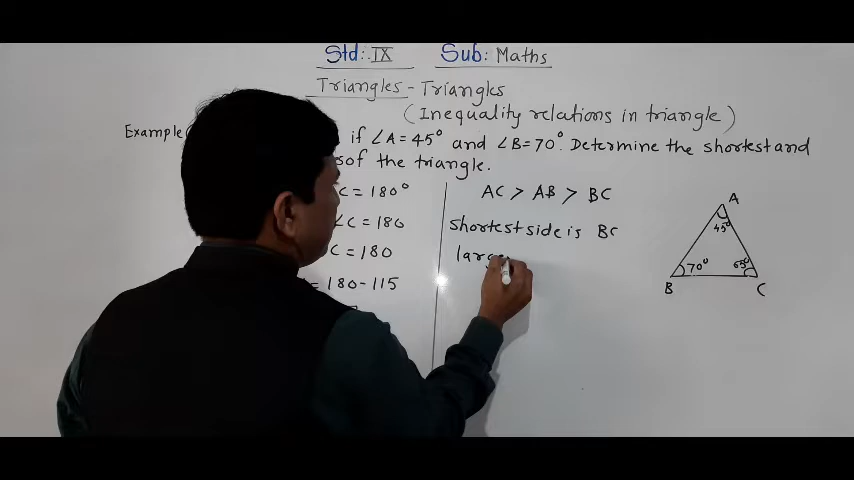 Std: IX Sub: Maths
Triangles - Triangles
(Inequality relations in triangle)
Example if ∠A = 45° and ∠B = 70°. Determine the shortest and
of the triangle.
C = 180°
∠C = 180
C = 180
= 180 - 115
AC > AB > BC
shortest side is BC
large
A
45°
70° 65°
B C